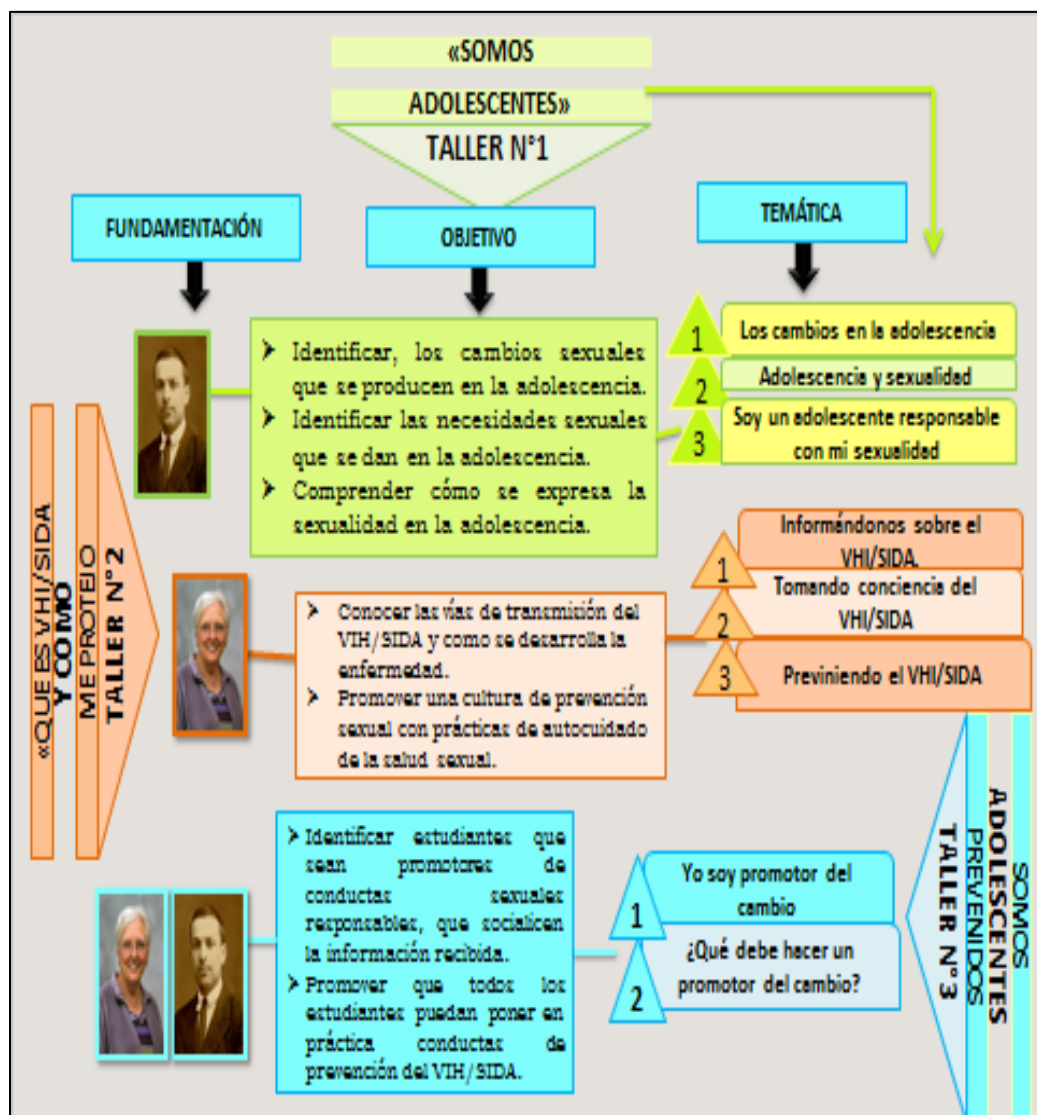 «SOMOS
ADOLESCENTES»
TALLER N°1
FUNDAMENTACIÓN
OBJETIVO
TEMÁTICA
➢ Identificar, los cambios sexuales
que se producen en la adolescencia.
➢ Identificar las necesidades sexuales
que se dan en la adolescencia.
➢ Comprender cómo se expresa la
sexualidad en la adolescencia.
1
Los cambios en la adolescencia
2
Adolescencia y sexualidad
3
Soy un adolescente responsable
con mi sexualidad
«QUE ES VHI/SIDA
Y COMO
ME PROTEJO
TALLER N°2
➢ Conocer las vías de transmisión del
VIH/SIDA y como se desarrolla la
enfermedad.
➢ Promover una cultura de prevención
sexual con prácticas de autocuidado
de la salud sexual.
1
Informándonos sobre el
VHI/SIDA.
2
Tomando conciencia del
VHI/SIDA
3
Previniendo el VHI/SIDA
SOMOS
ADOLESCENTES
PREVENIDOS
TALLER N°3
➢ Identificar estudiantes que
sean promotores de
conductas sexuales
responsables, que socialicen
la información recibida.
➢ Promover que todos los
estudiantes puedan poner en
práctica conductas de
prevención del VIH/SIDA.
1
Yo soy promotor del
cambio
2
¿Qué debe hacer un
promotor del cambio?